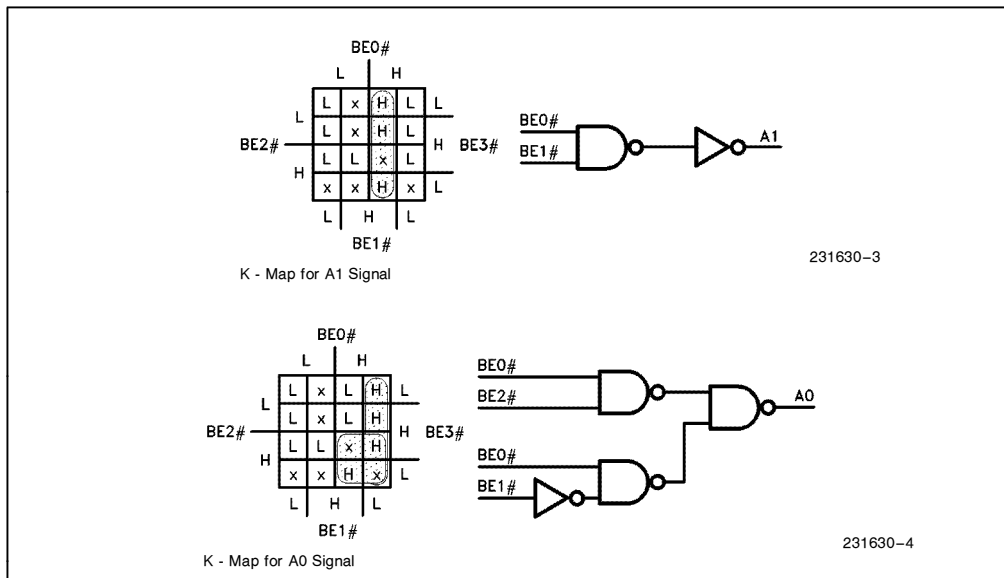 BE0#
L H
L x H L L
L
L x H L
BE2# H BE3#
L L x L
H
x x H x L
L H L
BE1#
K - Map for A1 Signal
BE0#
BE1#
A1
231630-3
BE0#
L H
L x L H L
L
L x L H
BE2# H BE3#
L L x H
H
x x H x L
L H L
BE1#
K - Map for A0 Signal
BE0#
BE2#
BE0#
BE1#
A0
231630-4